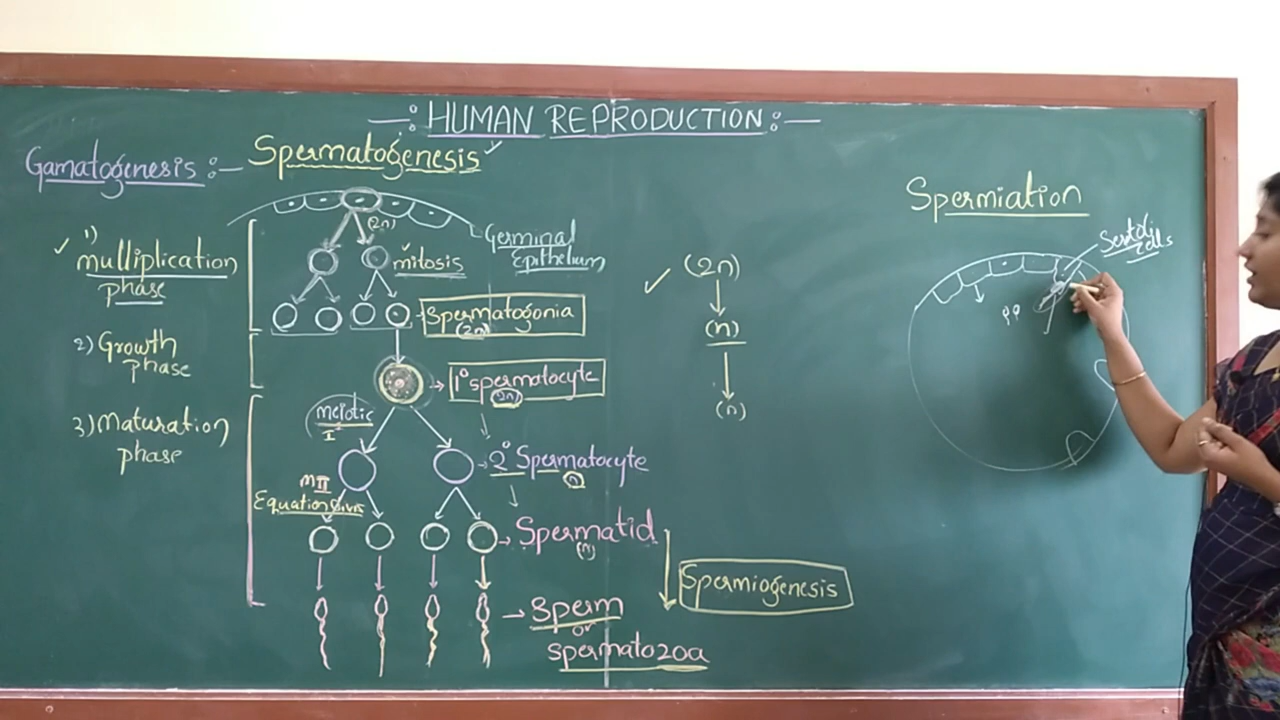 HUMAN REPRODUCTION
Gamatogenesis :- Spermatogenesis
1)
mulliplication
phase
2) Growth
phase
3) Maturation
phase
(2n)
mitosis
Germinal
Epithelium
Spermatogonia
(2n)
1° spermatocyte
(2n)
meiotic
I
2° Spermatocyte
n
MII
Equation
Spermatid
(n)
Spermiogenesis
Sperm
or
spermatozoa
(2n)
(n)
(n)
Spermiation
Sertoli
cells